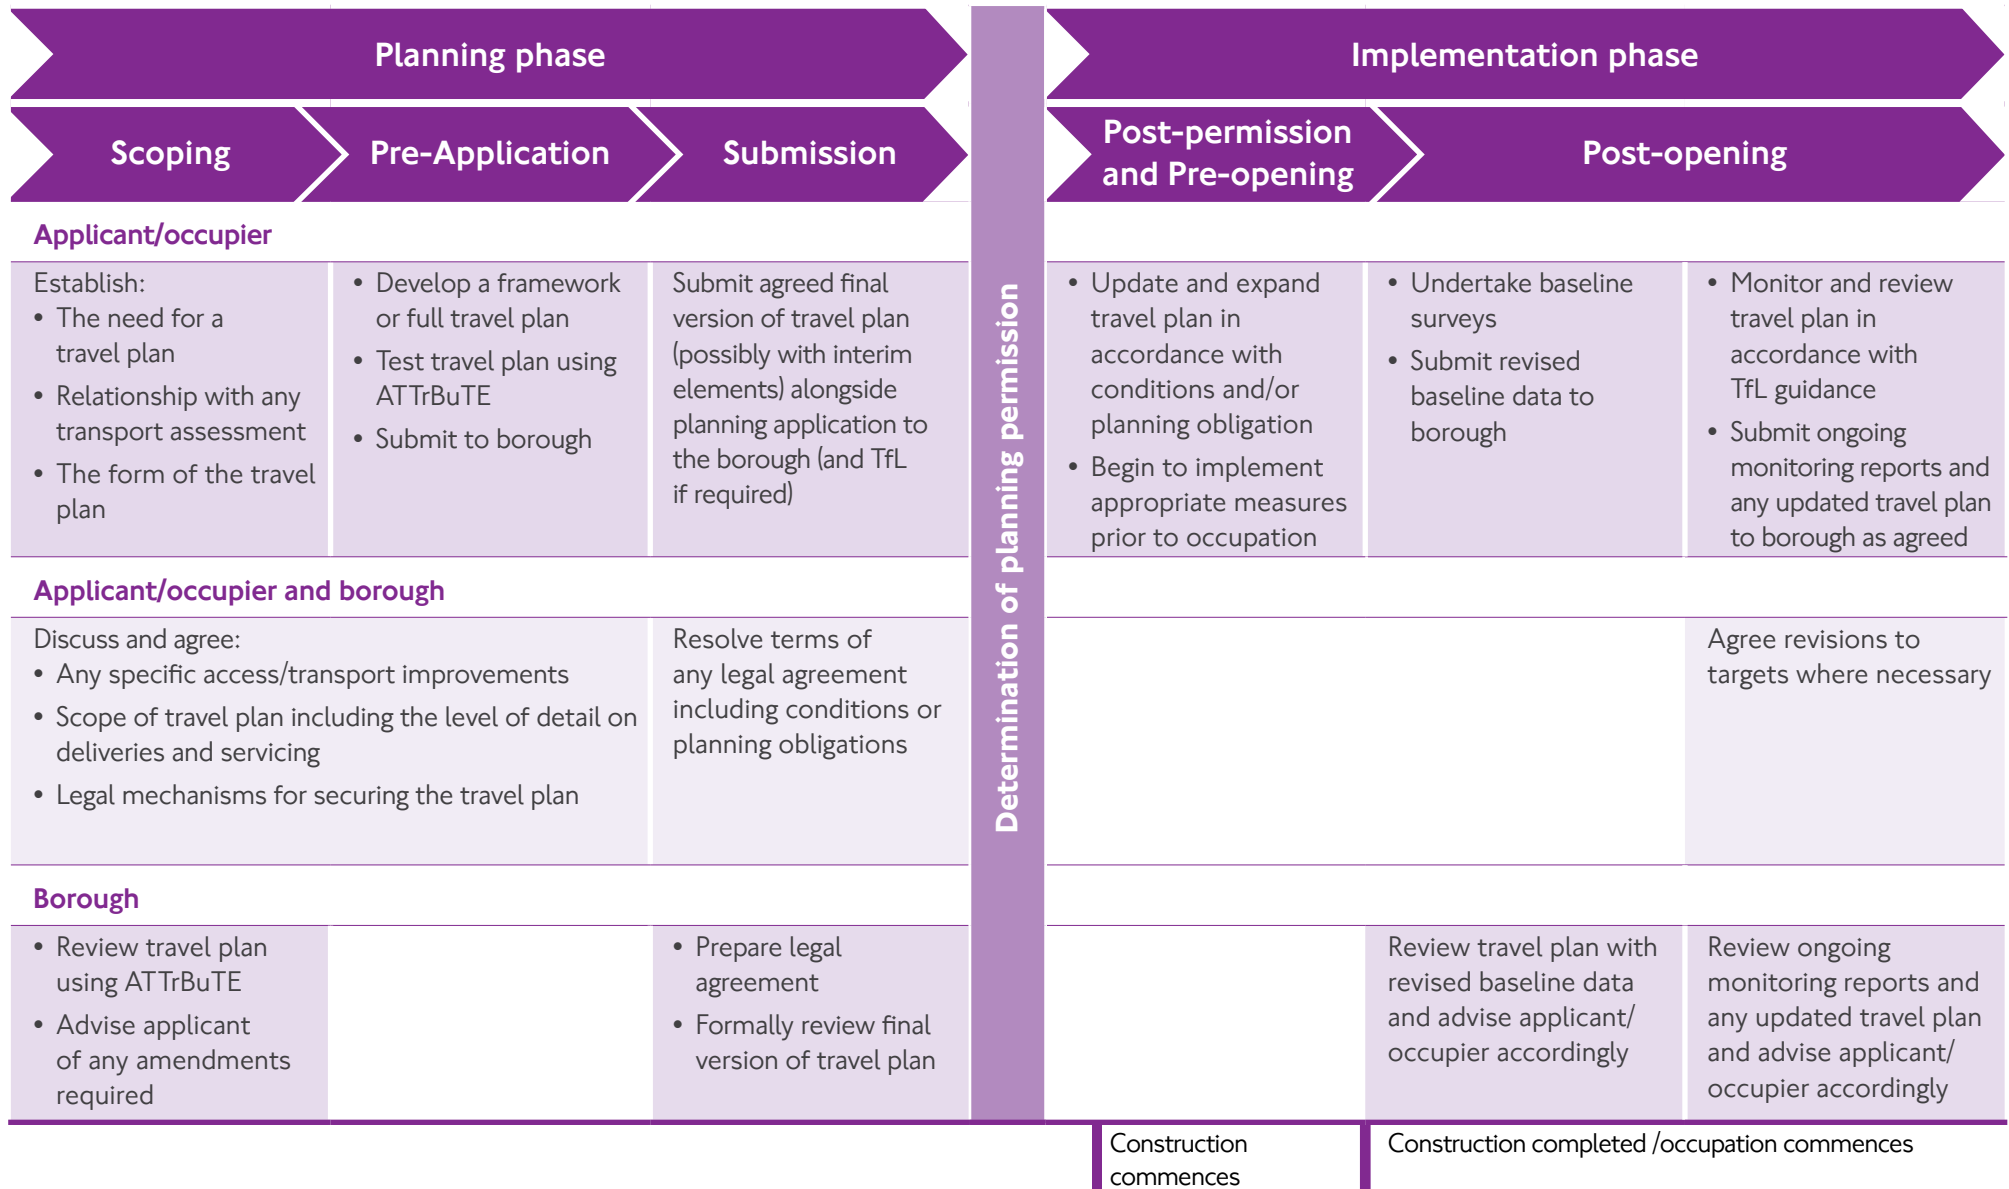 Planning phase
Implementation phase
Scoping
Pre-Application
Submission
Post-permission
and Pre-opening
Post-opening
Determination of planning permission
Applicant/occupier
Establish:
• The need for a
travel plan
• Relationship with any
transport assessment
• The form of the travel
plan
• Develop a framework
or full travel plan
• Test travel plan using
ATTrBuTE
• Submit to borough
Submit agreed final
version of travel plan
(possibly with interim
elements) alongside
planning application to
the borough (and TfL
if required)
• Update and expand
travel plan in
accordance with
conditions and/or
planning obligation
• Begin to implement
appropriate measures
prior to occupation
• Undertake baseline
surveys
• Submit revised
baseline data to
borough
• Monitor and review
travel plan in
accordance with
TfL guidance
• Submit ongoing
monitoring reports and
any updated travel plan
to borough as agreed
Applicant/occupier and borough
Discuss and agree:
• Any specific access/transport improvements
• Scope of travel plan including the level of detail on
deliveries and servicing
• Legal mechanisms for securing the travel plan
Resolve terms of
any legal agreement
including conditions or
planning obligations
Agree revisions to
targets where necessary
Borough
• Review travel plan
using ATTrBuTE
• Advise applicant
of any amendments
required
• Prepare legal
agreement
• Formally review final
version of travel plan
Review travel plan with
revised baseline data
and advise applicant/
occupier accordingly
Review ongoing
monitoring reports and
any updated travel plan
and advise applicant/
occupier accordingly
Construction
commences
Construction completed /occupation commences